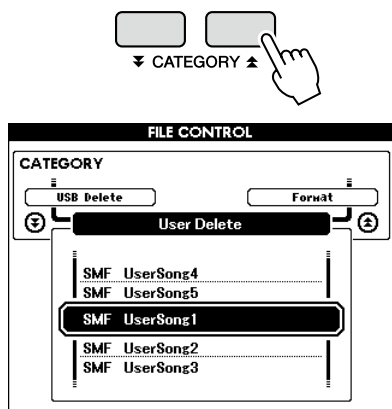 CATEGORY
FILE CONTROL
CATEGORY
USB Delete
Format
User Delete
SMF UserSong4
SMF UserSong5
SMF UserSong1
SMF UserSong2
SMF UserSong3